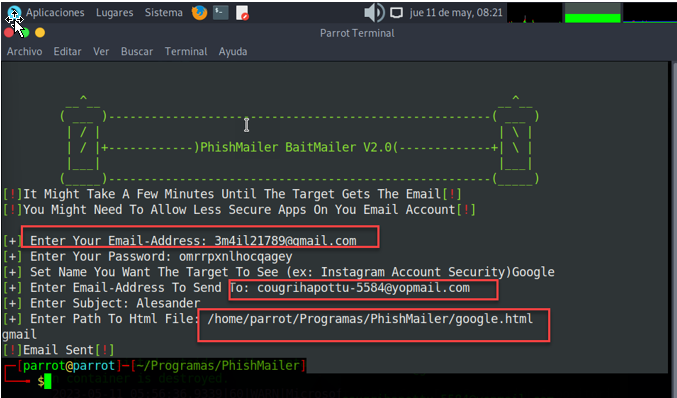 Aplicaciones Lugares Sistema jue 11 de may, 08:21
Parrot Terminal
Archivo Editar Ver Buscar Terminal Ayuda
__^__ __^__
( ___ )------------------------------------------------------( ___ )
| / | | \ |
| / |+------------)PhishMailer BaitMailer V2.0(-------------+| \ |
|___| |___|
(_____)------------------------------------------------------(_____)
[!]It Might Take A Few Minutes Until The Target Gets The Email[!]
[!]You Might Need To Allow Less Secure Apps On You Email Account[!]
[+] Enter Your Email-Address: 3m4il21789@gmail.com
[+] Enter Your Password: omrrpxnlhocqagey
[+] Set Name You Want The Target To See (ex: Instagram Account Security)Google
[+] Enter Email-Address To Send To: cougrihapottu-5584@yopmail.com
[+] Enter Subject: Alesander
[+] Enter Path To Html File: /home/parrot/Programas/PhishMailer/google.html
gmail
[!]Email Sent[!]
[parrot@parrot]-[~/Programas/PhishMailer]
$